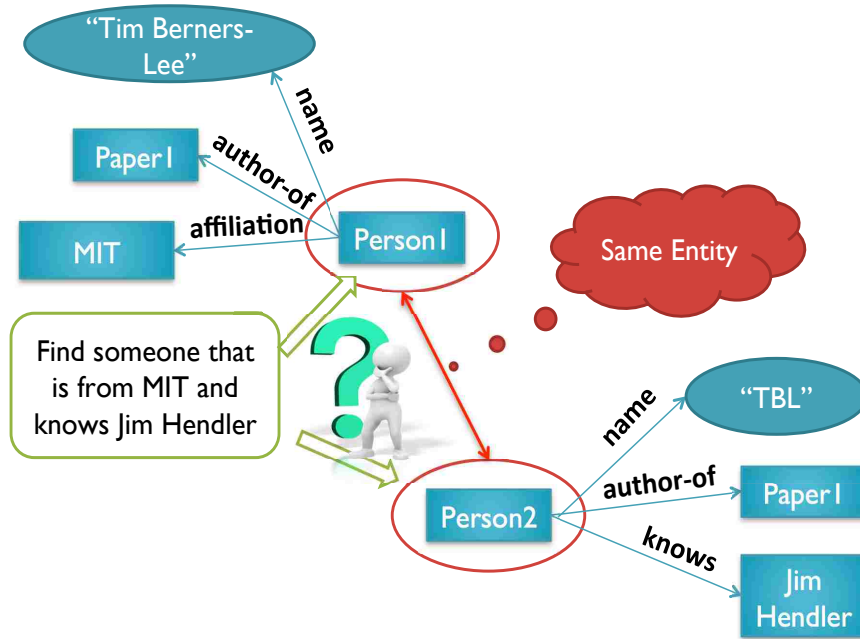 “Tim Berners-
Lee”
name
Paper1
author-of
affiliation
MIT
Person1
Same Entity
Find someone that
is from MIT and
knows Jim Hendler
“TBL”
name
author-of
Paper1
Person2
knows
Jim
Hendler